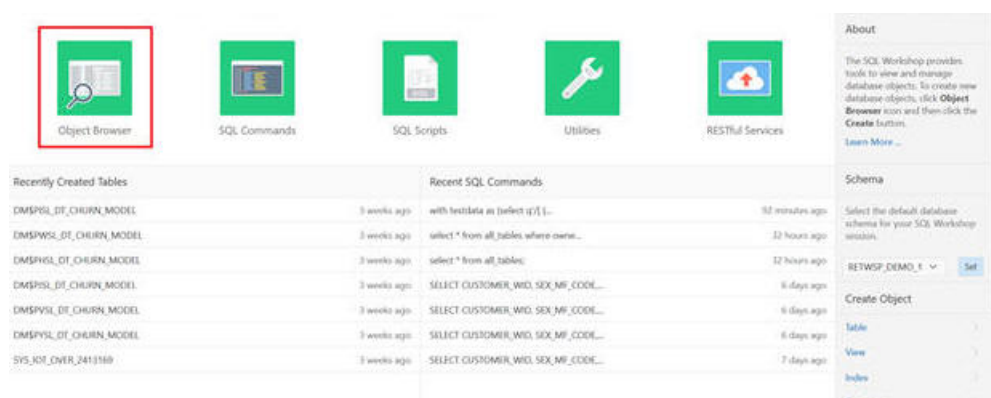 Object Browser
SQL Commands
SQL Scripts
Utilities
RESTful Services
About
The SQL Workshop provides
tools to view and manage
database objects. To create new
database objects, click Object
Browser icon and then click the
Create button.
Learn More ...
Recently Created Tables
DM$PISL_DT_CHURN_MODEL 3 weeks ago
DM$PWSL_DT_CHURN_MODEL 3 weeks ago
DM$PHSL_DT_CHURN_MODEL 3 weeks ago
3 weeks ago
DM$PVSL_DT_CHURN_MODEL 3 weeks ago
DM$PYSL_DT_CHURN_MODEL 3 weeks ago
SYS_IOT_OVER_2413169 3 weeks ago
Recent SQL Commands
with testdata as (select 92 minutes ago
select * from all_tables where owne... 12 hours ago
select * from all_tables; 12 hours ago
SELECT CUSTOMER_WID, SEX_MF_CODE,... 6 days ago
SELECT CUSTOMER_WID, SEX_MF_CODE,... 6 days ago
SELECT CUSTOMER_WID, SEX_MF_CODE,... 6 days ago
SELECT CUSTOMER_WID, SEX_MF_CODE,... 7 days ago
Schema
Select the default database
schema for your SQL Workshop
session.
RETWSP_DEMO_1 Set
Create Object
Table
View
Index